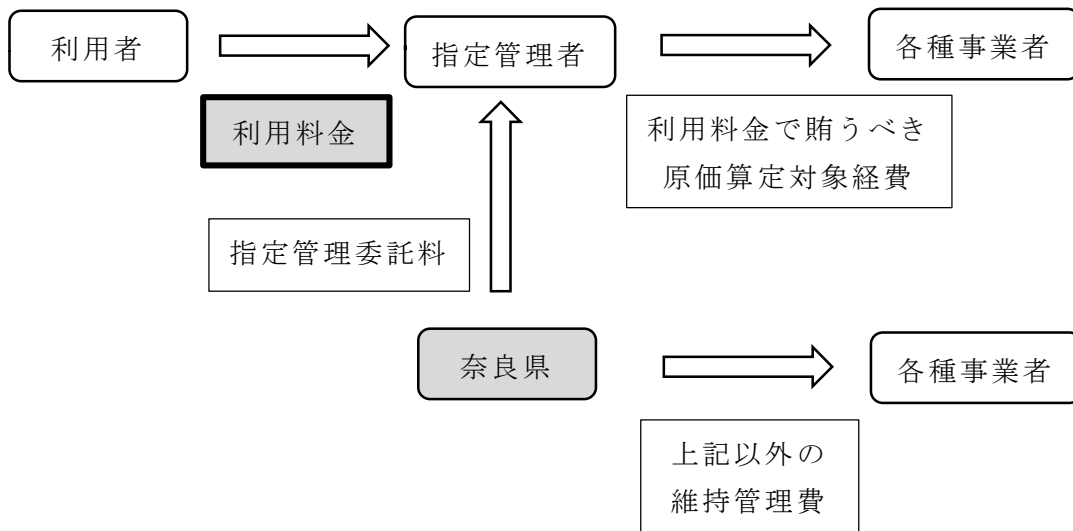 利用者
指定管理者
各種事業者
利用料金
利用料金で賄うべき
原価算定対象経費
指定管理委託料
奈良県
各種事業者
上記以外の
維持管理費